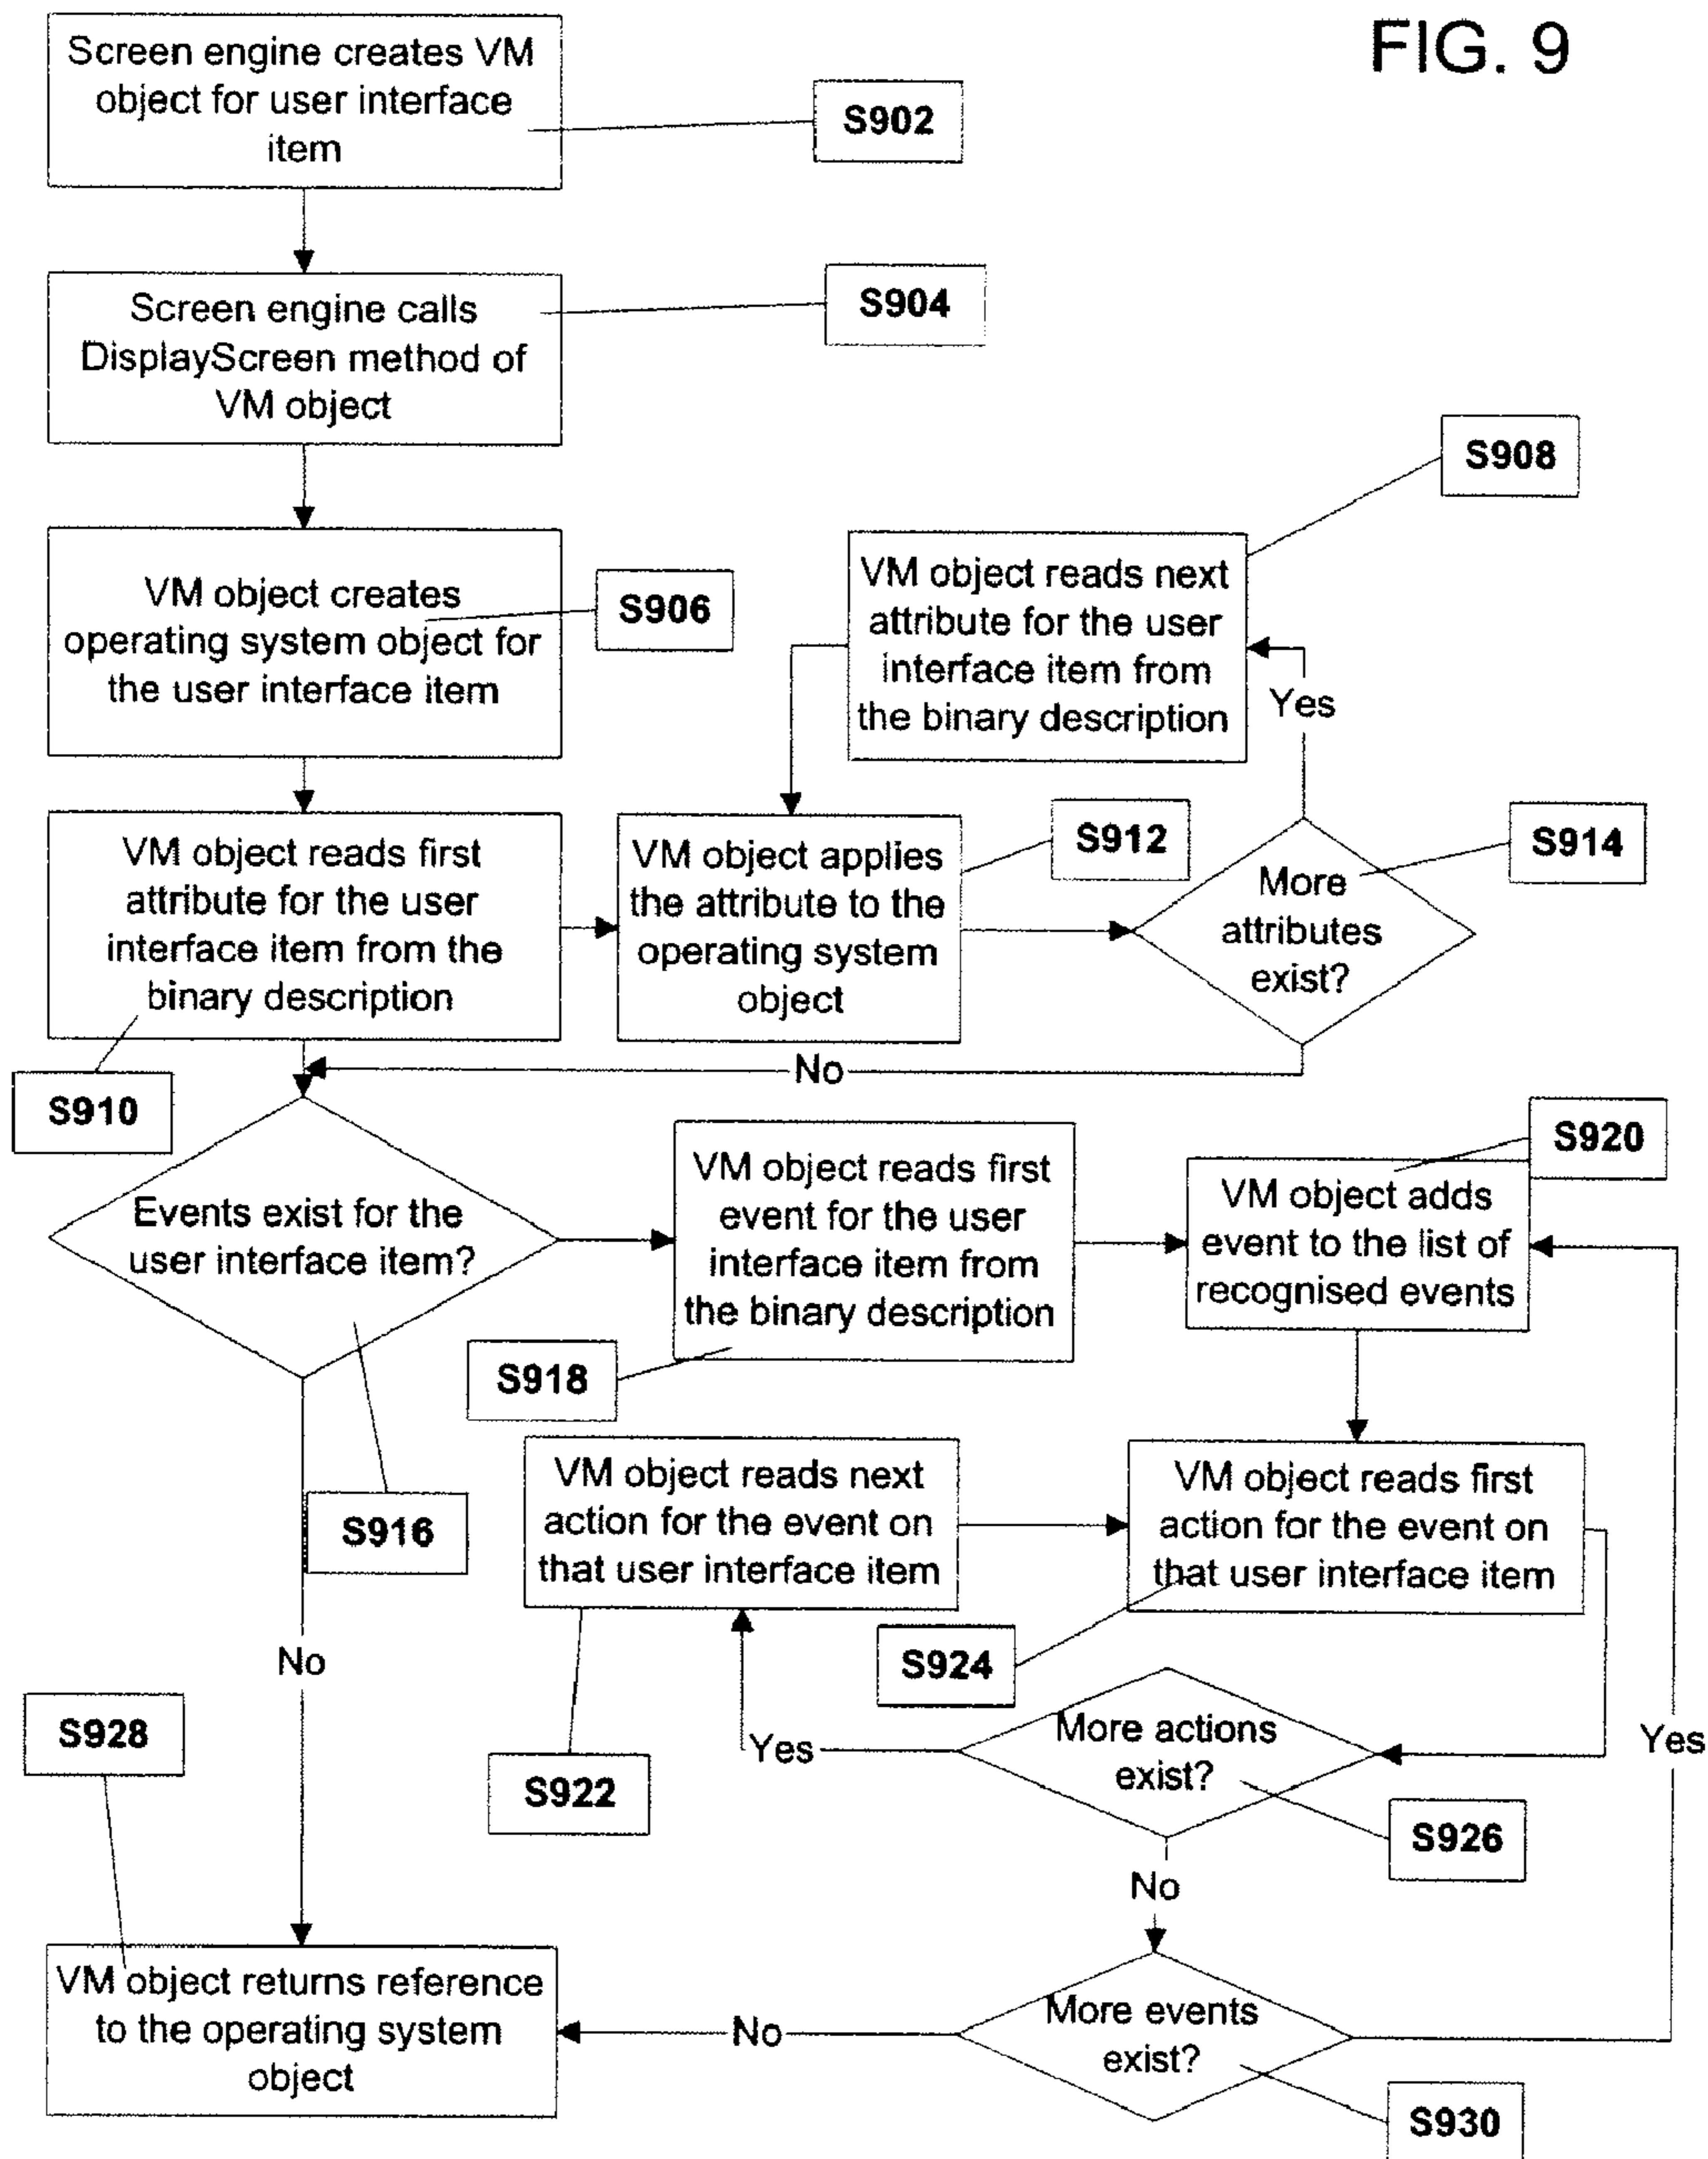 FIG. 9
Screen engine creates VM
object for user interface
item
S902
Screen engine calls
DisplayScreen method of
VM object
S904
VM object creates
operating system object for
the user interface item
S906
S908
VM object reads next
attribute for the user
interface item from
the binary description
Yes
VM object reads first
attribute for the user
interface item from the
binary description
S910
VM object applies
the attribute to the
operating system
object
S912
More
attributes
exist?
S914
No
Events exist for the
user interface item?
S916
VM object reads first
event for the user
interface item from
the binary description
S918
S920
VM object adds
event to the list of
recognised events
VM object reads next
action for the event on
that user interface item
S922
VM object reads first
action for the event on
that user interface item
S924
More actions
exist?
S926
Yes
No
No
Yes
S928
VM object returns reference
to the operating system
object
No
More events
exist?
S930